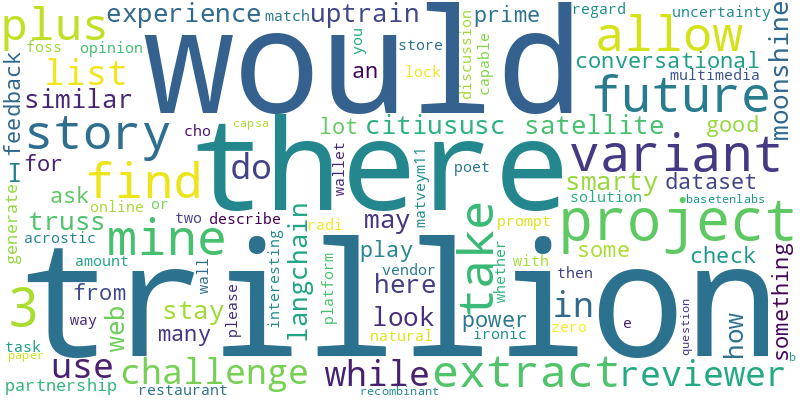 plus experience match uptrain prime regard uncertainty
foss opinion feedback would you store lock discussion capable allow conversational multimedia moonshine
list similar an future
story cho capsa lot citiususc satellite good
I for find there do wallet matveym11 poet variant
generate ask online or smarty dataset
truss acrostic two describe radi may prompt solution basetenlabs project
mine langchain take whether with some
amount interesting platform play check
3 from wall here vendor then in something
web stay please look power trillion how
way many natural ironic zero e question
task use challenge while extract reviewer b
paper partnership restaurant recombinant